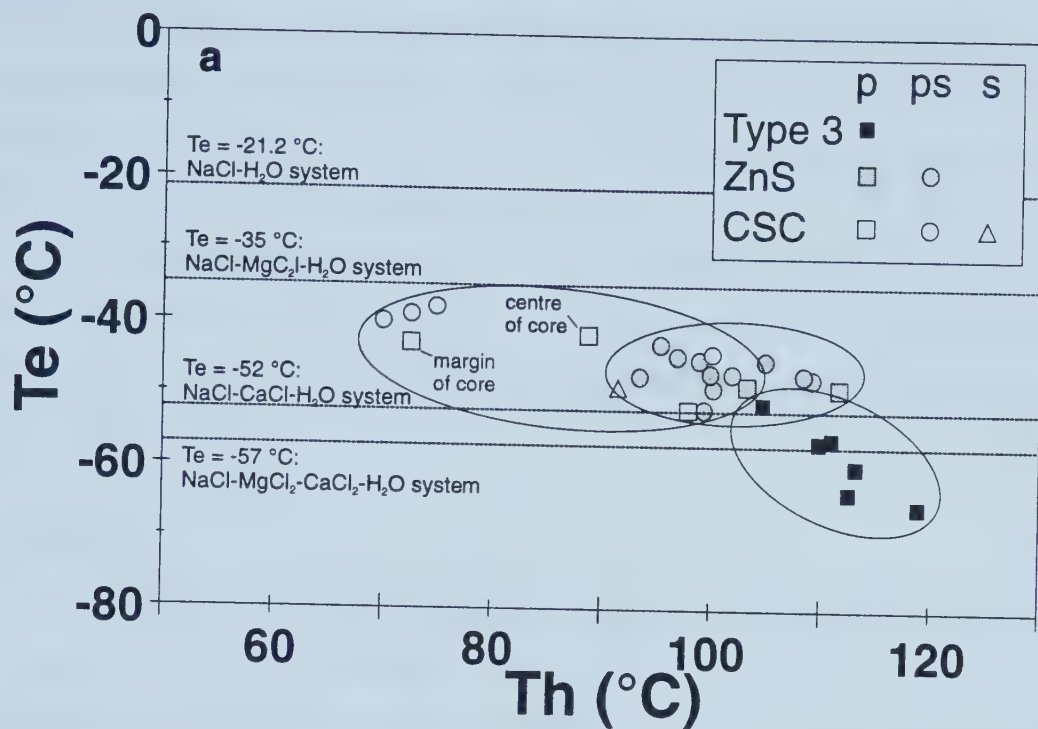 a
p ps s
Type 3
ZnS
CSC
0
-20
-40
-60
-80
Te (°C)
Te = -21.2 °C:
NaCl-H₂O system
Te = -35 °C:
NaCl-MgC₂l-H₂O system
centre
of core
margin
of core
Te = -52 °C:
NaCl-CaCl-H₂O system
Te = -57 °C:
NaCl-MgCl₂-CaCl₂-H₂O system
60 80 100 120
Th (°C)